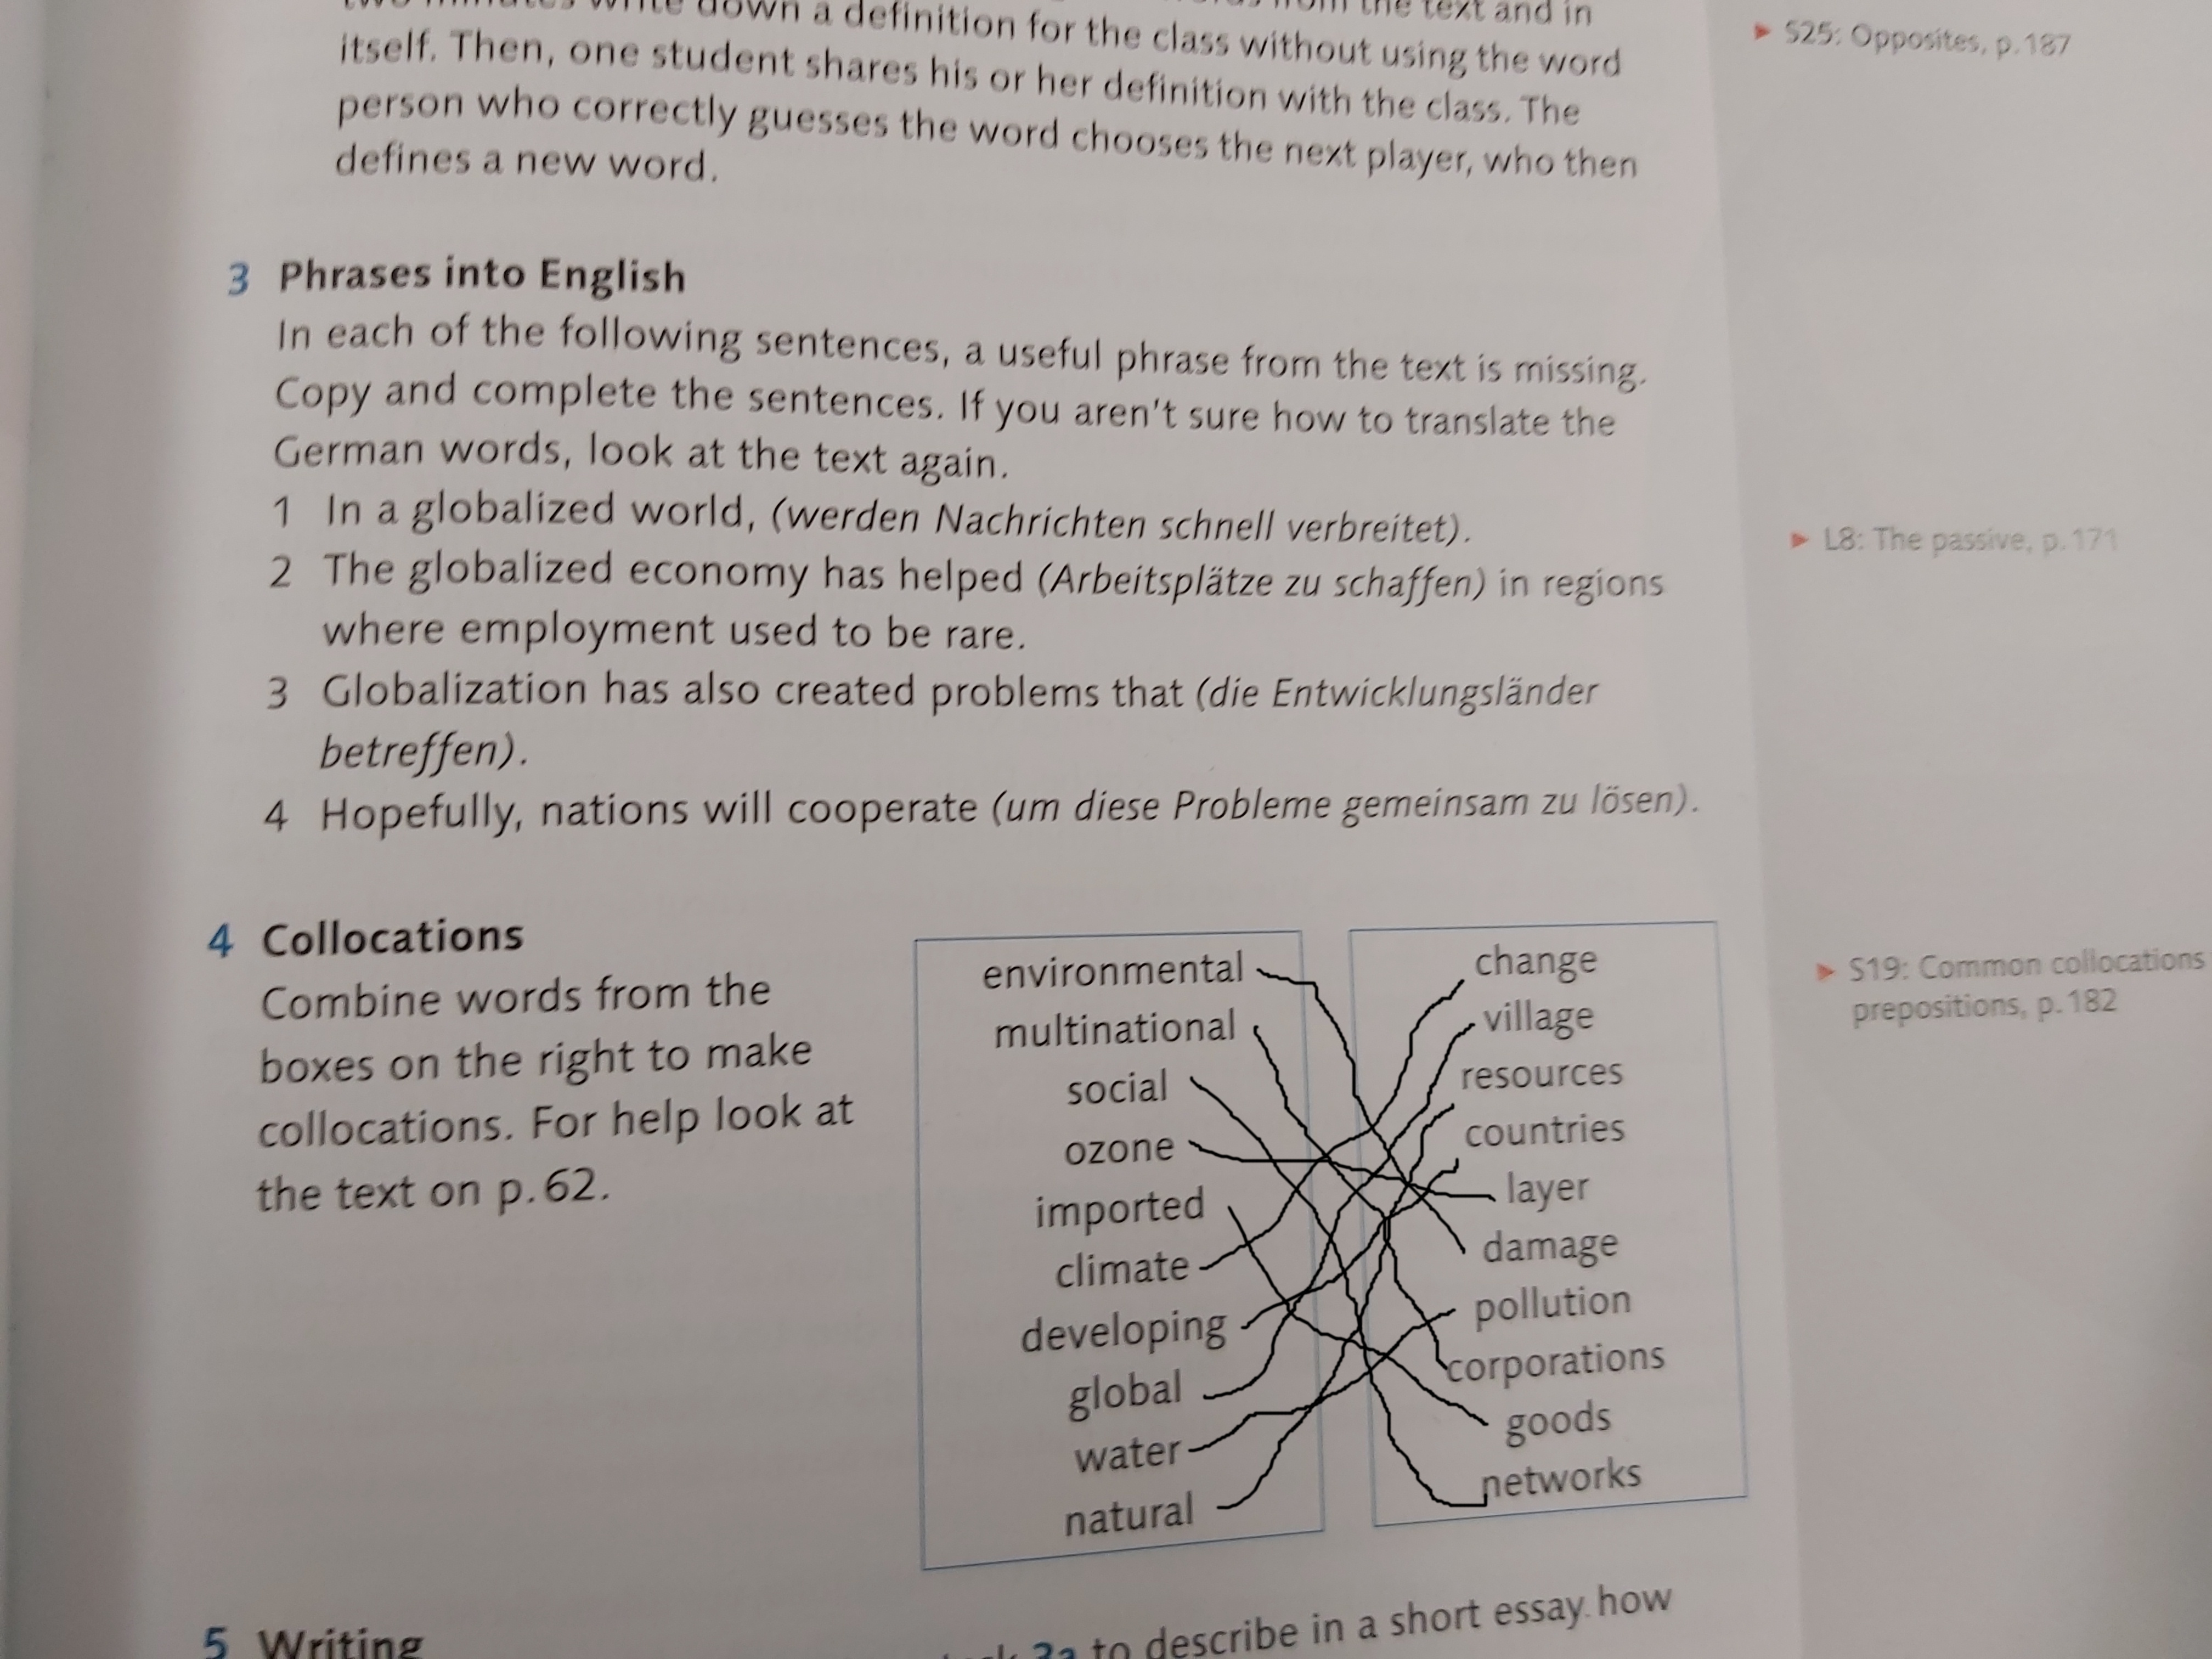 write down a definition for the class without using the word
the text and in
itself. Then, one student shares his or her definition with the class. The
person who correctly guesses the word chooses the next player, who then
defines a new word.
S25: Opposites, p.187
3 Phrases into English
In each of the following sentences, a useful phrase from the text is missing.
Copy and complete the sentences. If you aren't sure how to translate the
German words, look at the text again.
1 In a globalized world, (werden Nachrichten schnell verbreitet).
L8: The passive, p.171
2 The globalized economy has helped (Arbeitsplätze zu schaffen) in regions
where employment used to be rare.
3 Globalization has also created problems that (die Entwicklungsländer
betreffen).
4 Hopefully, nations will cooperate (um diese Probleme gemeinsam zu lösen).
4 Collocations
Combine words from the
boxes on the right to make
collocations. For help look at
the text on p.62.
environmental
multinational
social
ozone
imported
climate
developing
global
water
natural
change
village
resources
countries
layer
damage
pollution
corporations
goods
networks
S19: Common collocations
prepositions, p.182
5 Writing
3a to describe in a short essay how